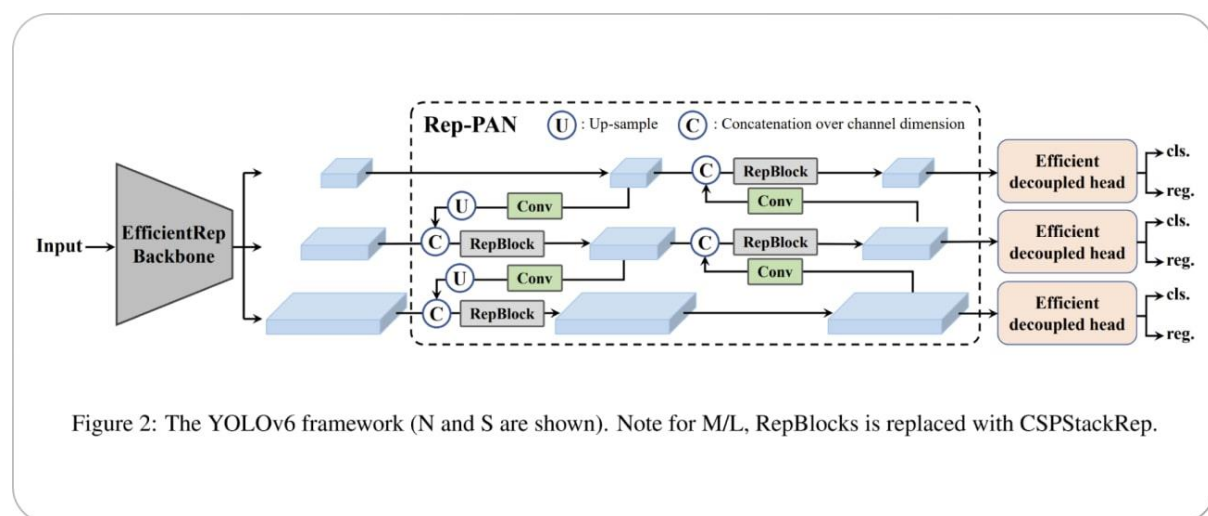 Rep-PAN
U : Up-sample
C : Concatenation over channel dimension
Input
EfficientRep
Backbone
C
RepBlock
Efficient
decoupled head
cls.
reg.
U
Conv
Conv
C
RepBlock
C
RepBlock
Efficient
decoupled head
cls.
reg.
U
Conv
Conv
C
RepBlock
Efficient
decoupled head
cls.
reg.
Figure 2: The YOLOv6 framework (N and S are shown). Note for M/L, RepBlocks is replaced with CSPStackRep.